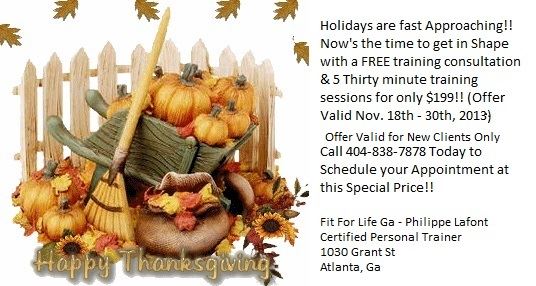 Holidays are fast Approaching!!
Now's the time to get in Shape
with a FREE training consultation
& 5 Thirty minute training
sessions for only $199!! (Offer
Valid Nov. 18th - 30th, 2013)
Offer Valid for New Clients Only
Call 404-838-7878 Today to
Schedule your Appointment at
this Special Price!!
Fit For Life Ga - Philippe Lafont
Certified Personal Trainer
1030 Grant St
Atlanta, Ga
Happy Thanksgiving